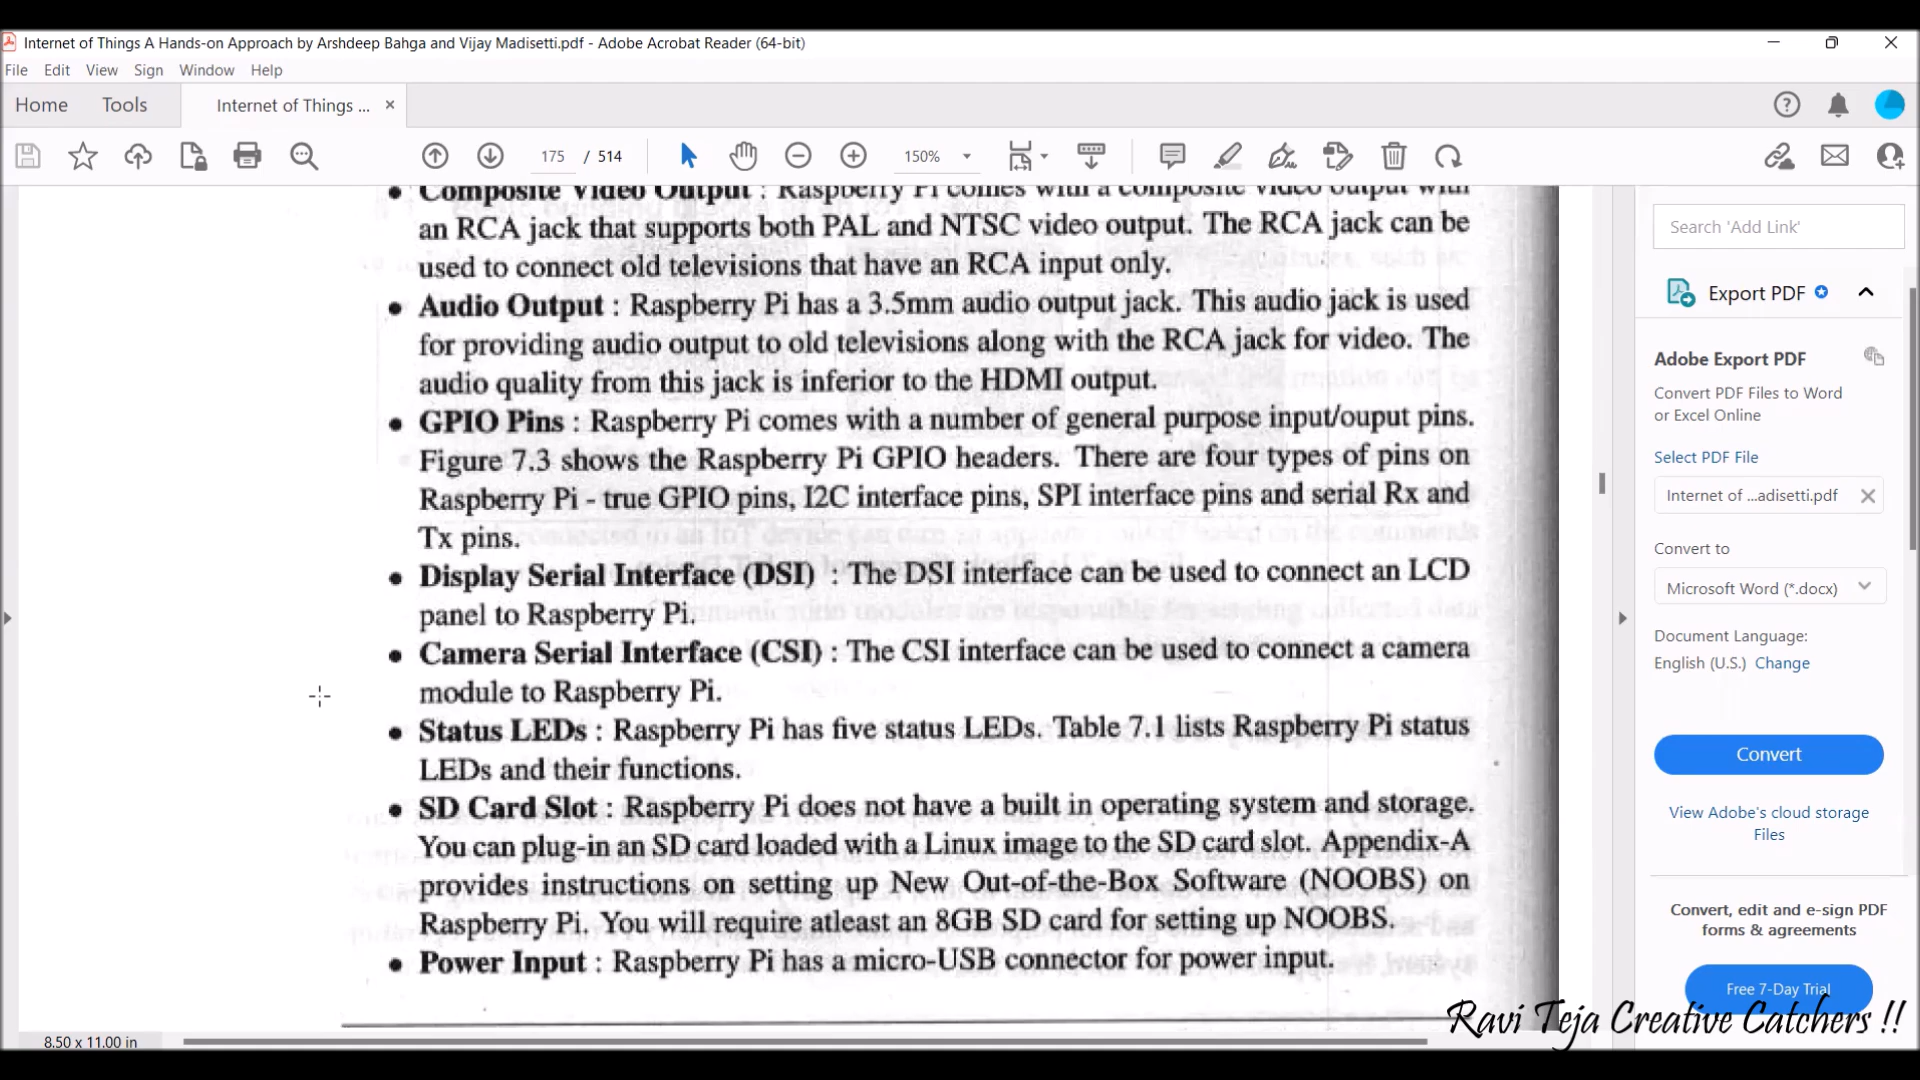 Internet of Things A Hands-on Approach by Arshdeep Bahga and Vijay Madisetti.pdf - Adobe Acrobat Reader (64-bit)
File Edit View Sign Window Help
Home Tools Internet of Things ... ×
175 / 514 150%
Composite Video Output : Raspberry Pi comes with a composite video output with
an RCA jack that supports both PAL and NTSC video output. The RCA jack can be
used to connect old televisions that have an RCA input only.
• Audio Output : Raspberry Pi has a 3.5mm audio output jack. This audio jack is used
for providing audio output to old televisions along with the RCA jack for video. The
audio quality from this jack is inferior to the HDMI output.
• GPIO Pins : Raspberry Pi comes with a number of general purpose input/ouput pins.
Figure 7.3 shows the Raspberry Pi GPIO headers. There are four types of pins on
Raspberry Pi - true GPIO pins, I2C interface pins, SPI interface pins and serial Rx and
Tx pins.
• Display Serial Interface (DSI) : The DSI interface can be used to connect an LCD
panel to Raspberry Pi.
• Camera Serial Interface (CSI) : The CSI interface can be used to connect a camera
module to Raspberry Pi.
• Status LEDs : Raspberry Pi has five status LEDs. Table 7.1 lists Raspberry Pi status
LEDs and their functions.
• SD Card Slot : Raspberry Pi does not have a built in operating system and storage.
You can plug-in an SD card loaded with a Linux image to the SD card slot. Appendix-A
provides instructions on setting up New Out-of-the-Box Software (NOOBS) on
Raspberry Pi. You will require atleast an 8GB SD card for setting up NOOBS.
• Power Input : Raspberry Pi has a micro-USB connector for power input.
8.50 x 11.00 in
Search 'Add Link'
Export PDF
Adobe Export PDF
Convert PDF Files to Word
or Excel Online
Select PDF File
Internet of ...adisetti.pdf
Convert to
Microsoft Word (*.docx)
Document Language:
English (U.S.) Change
Convert
View Adobe's cloud storage
Files
Convert, edit and e-sign PDF
forms & agreements
Free 7-Day Trial
Ravi Teja Creative Catchers !!